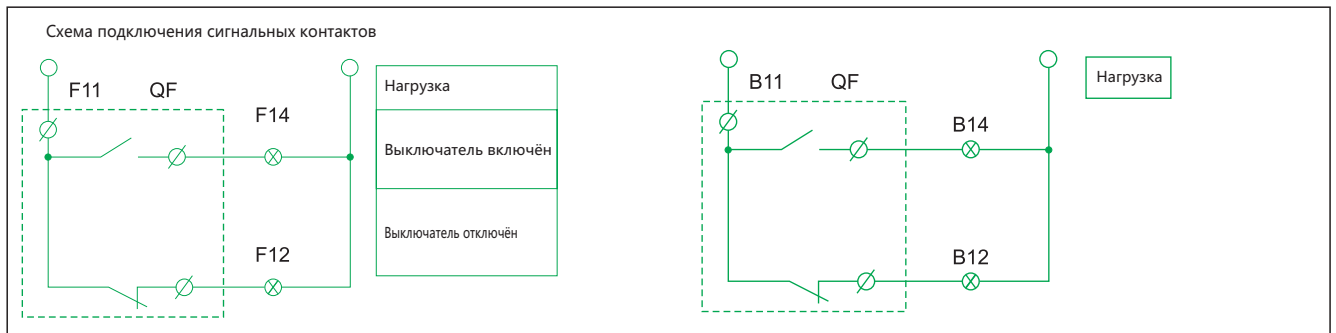 Схема подключения сигнальных контактов
F11 QF
F14
F12
Нагрузка
Выключатель включён
Выключатель отключён
B11 QF
B14
B12
Нагрузка